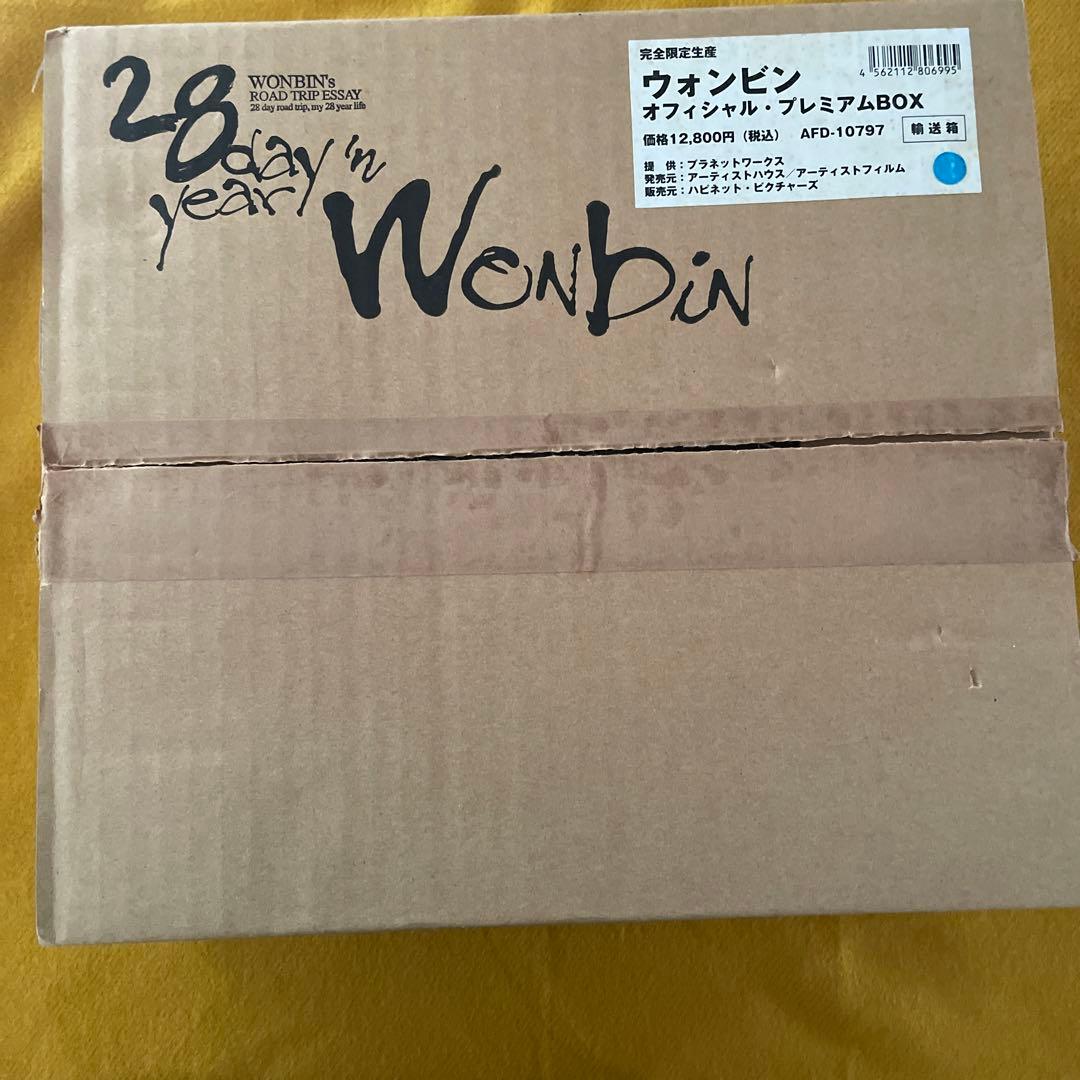 28day 'n
year
WONBIN's
ROAD TRIP ESSAY
28 day road trip, my 28 year life
WonbiN
完全限定生産
ウォンビン
オフィシャル・プレミアムBOX
価格12,800円（税込） AFD-10797
輸送箱
提　供：プラネットワークス
発売元：アーティストハウス／アーティストフィルム
販売元：ハピネット・ピクチャーズ
4 562112 806995